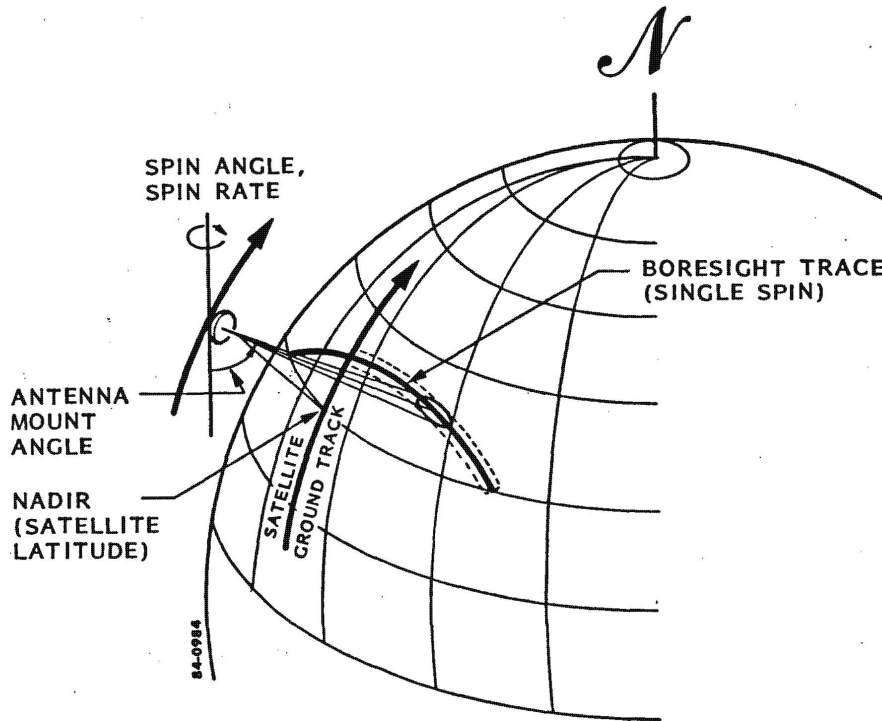 N
SPIN ANGLE,
SPIN RATE
BORESIGHT TRACE
(SINGLE SPIN)
ANTENNA
MOUNT
ANGLE
NADIR
(SATELLITE
LATITUDE)
SATELLITE
GROUND TRACK
84-0984